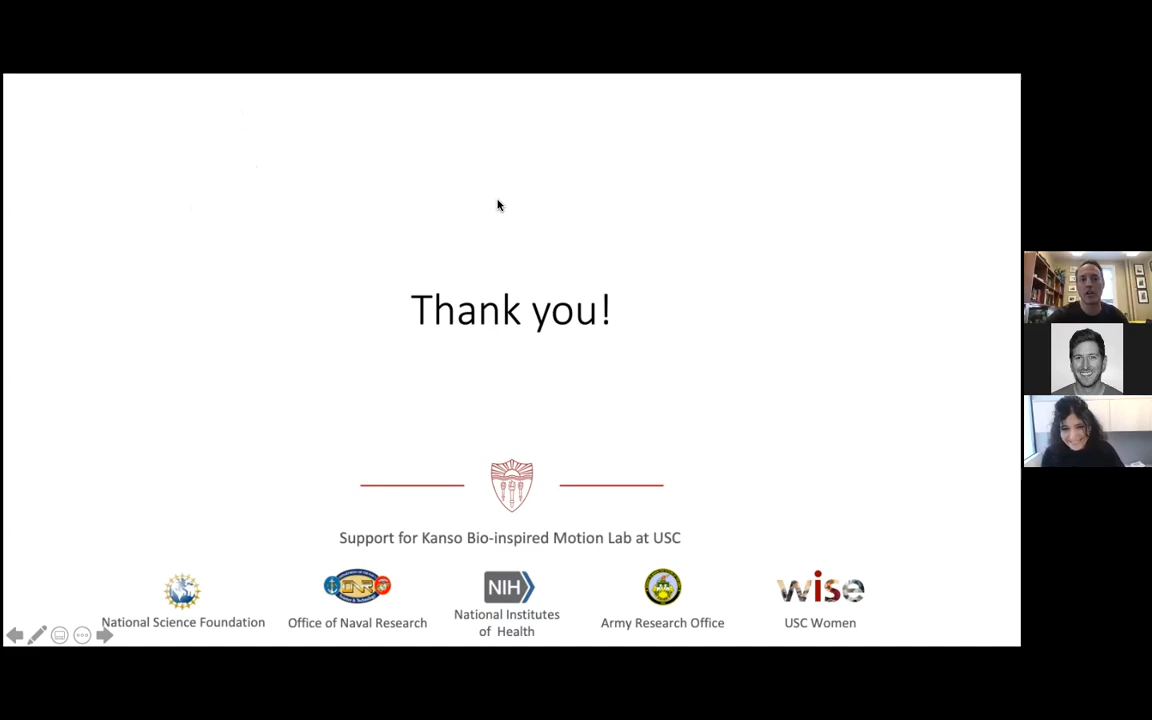 Thank you!
Support for Kanso Bio-inspired Motion Lab at USC
NIH
wise
National Science Foundation
Office of Naval Research
National Institutes
of Health
Army Research Office
USC Women